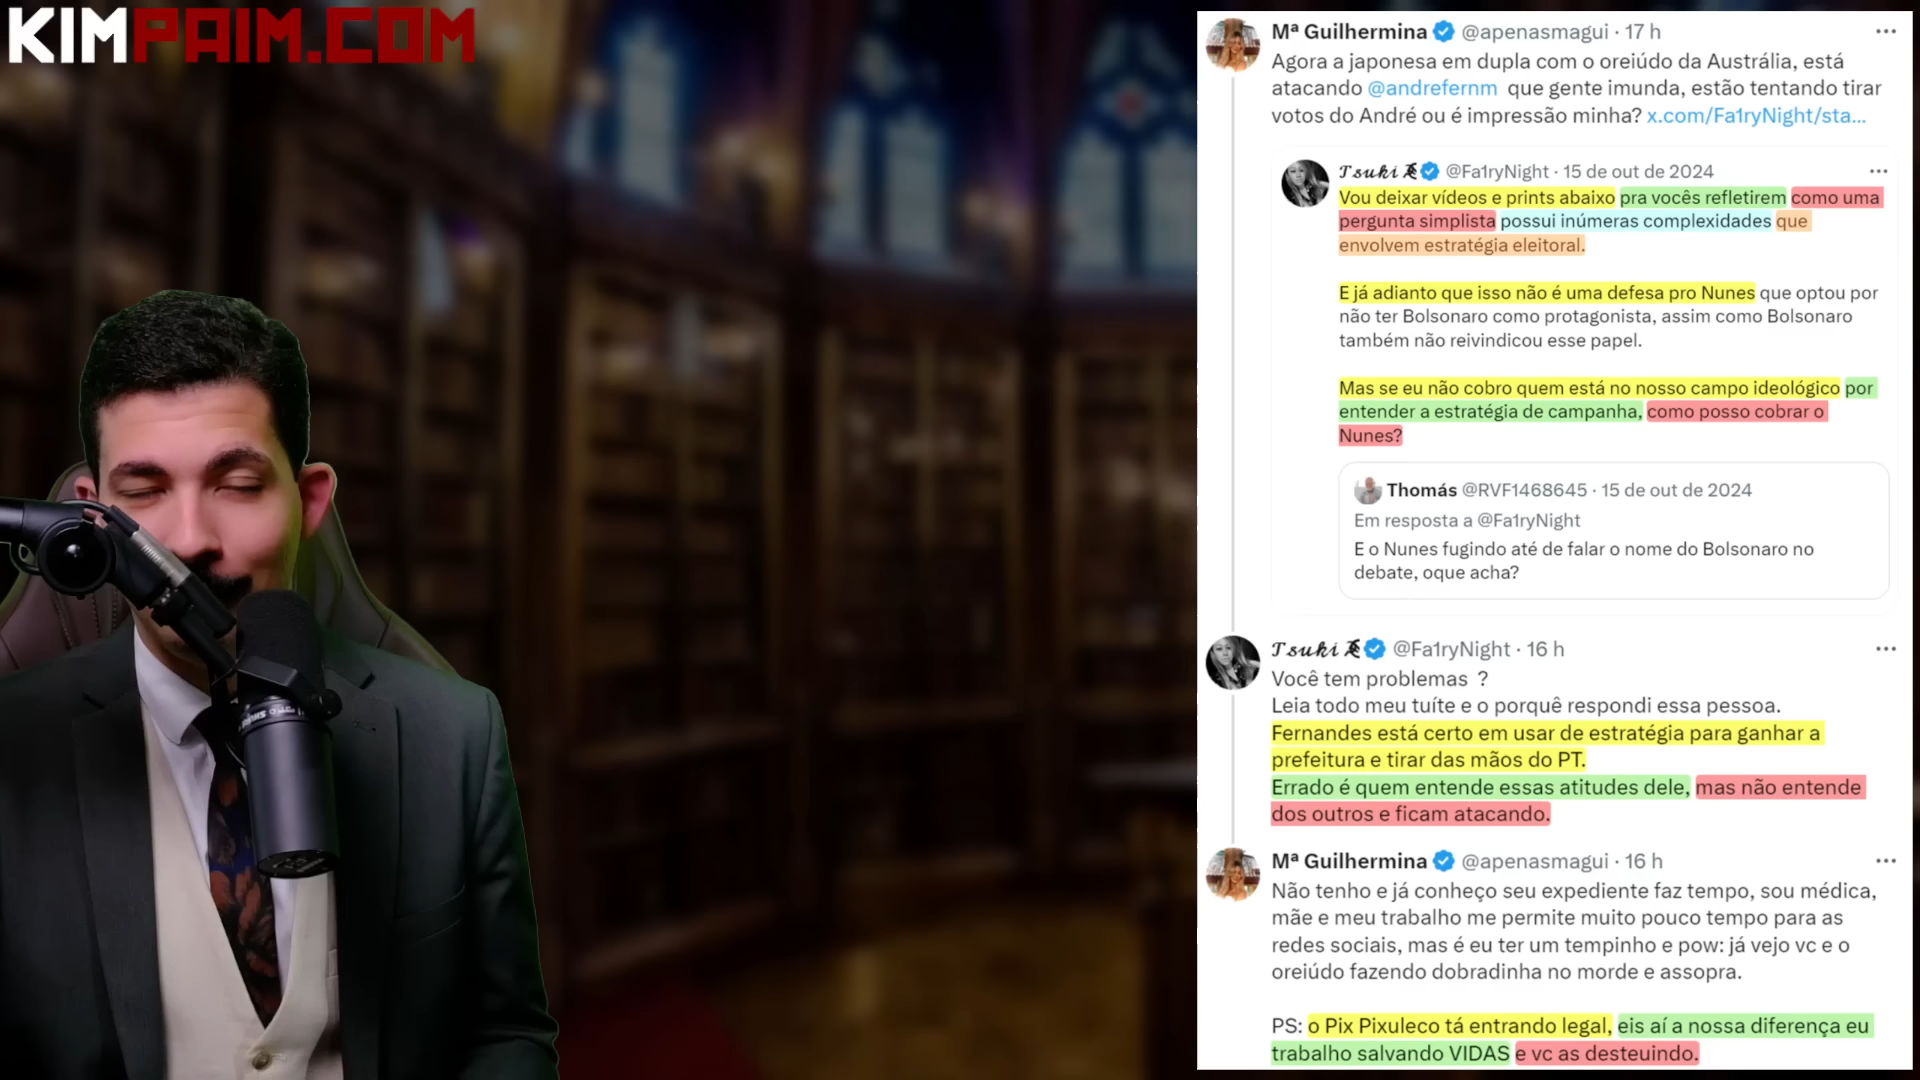 KIMPAIM.COM
Mª Guilhermina @apenasmagui · 17 h
Agora a japonesa em dupla com o oreiúdo da Austrália, está
atacando @andrefernm que gente imunda, estão tentando tirar
votos do André ou é impressão minha? x.com/Fa1ryNight/sta...
Tsuki @Fa1ryNight · 15 de out de 2024
Vou deixar vídeos e prints abaixo pra vocês refletirem como uma
pergunta simplista possui inúmeras complexidades que
envolvem estratégia eleitoral.
E já adianto que isso não é uma defesa pro Nunes que optou por
não ter Bolsonaro como protagonista, assim como Bolsonaro
também não reivindicou esse papel.
Mas se eu não cobro quem está no nosso campo ideológico por
entender a estratégia de campanha, como posso cobrar o
Nunes?
Thomás @RVF1468645 · 15 de out de 2024
Em resposta a @Fa1ryNight
E o Nunes fugindo até de falar o nome do Bolsonaro no
debate, oque acha?
Tsuki @Fa1ryNight · 16 h
Você tem problemas ?
Leia todo meu tuíte e o porquê respondi essa pessoa.
Fernandes está certo em usar de estratégia para ganhar a
prefeitura e tirar das mãos do PT.
Errado é quem entende essas atitudes dele, mas não entende
dos outros e ficam atacando.
Mª Guilhermina @apenasmagui · 16 h
Não tenho e já conheço seu expediente faz tempo, sou médica,
mãe e meu trabalho me permite muito pouco tempo para as
redes sociais, mas é eu ter um tempinho e pow: já vejo vc e o
oreiúdo fazendo dobradinha no morde e assopra.
PS: o Pix Pixuleco tá entrando legal, eis aí a nossa diferença eu
trabalho salvando VIDAS e vc as desteuindo.